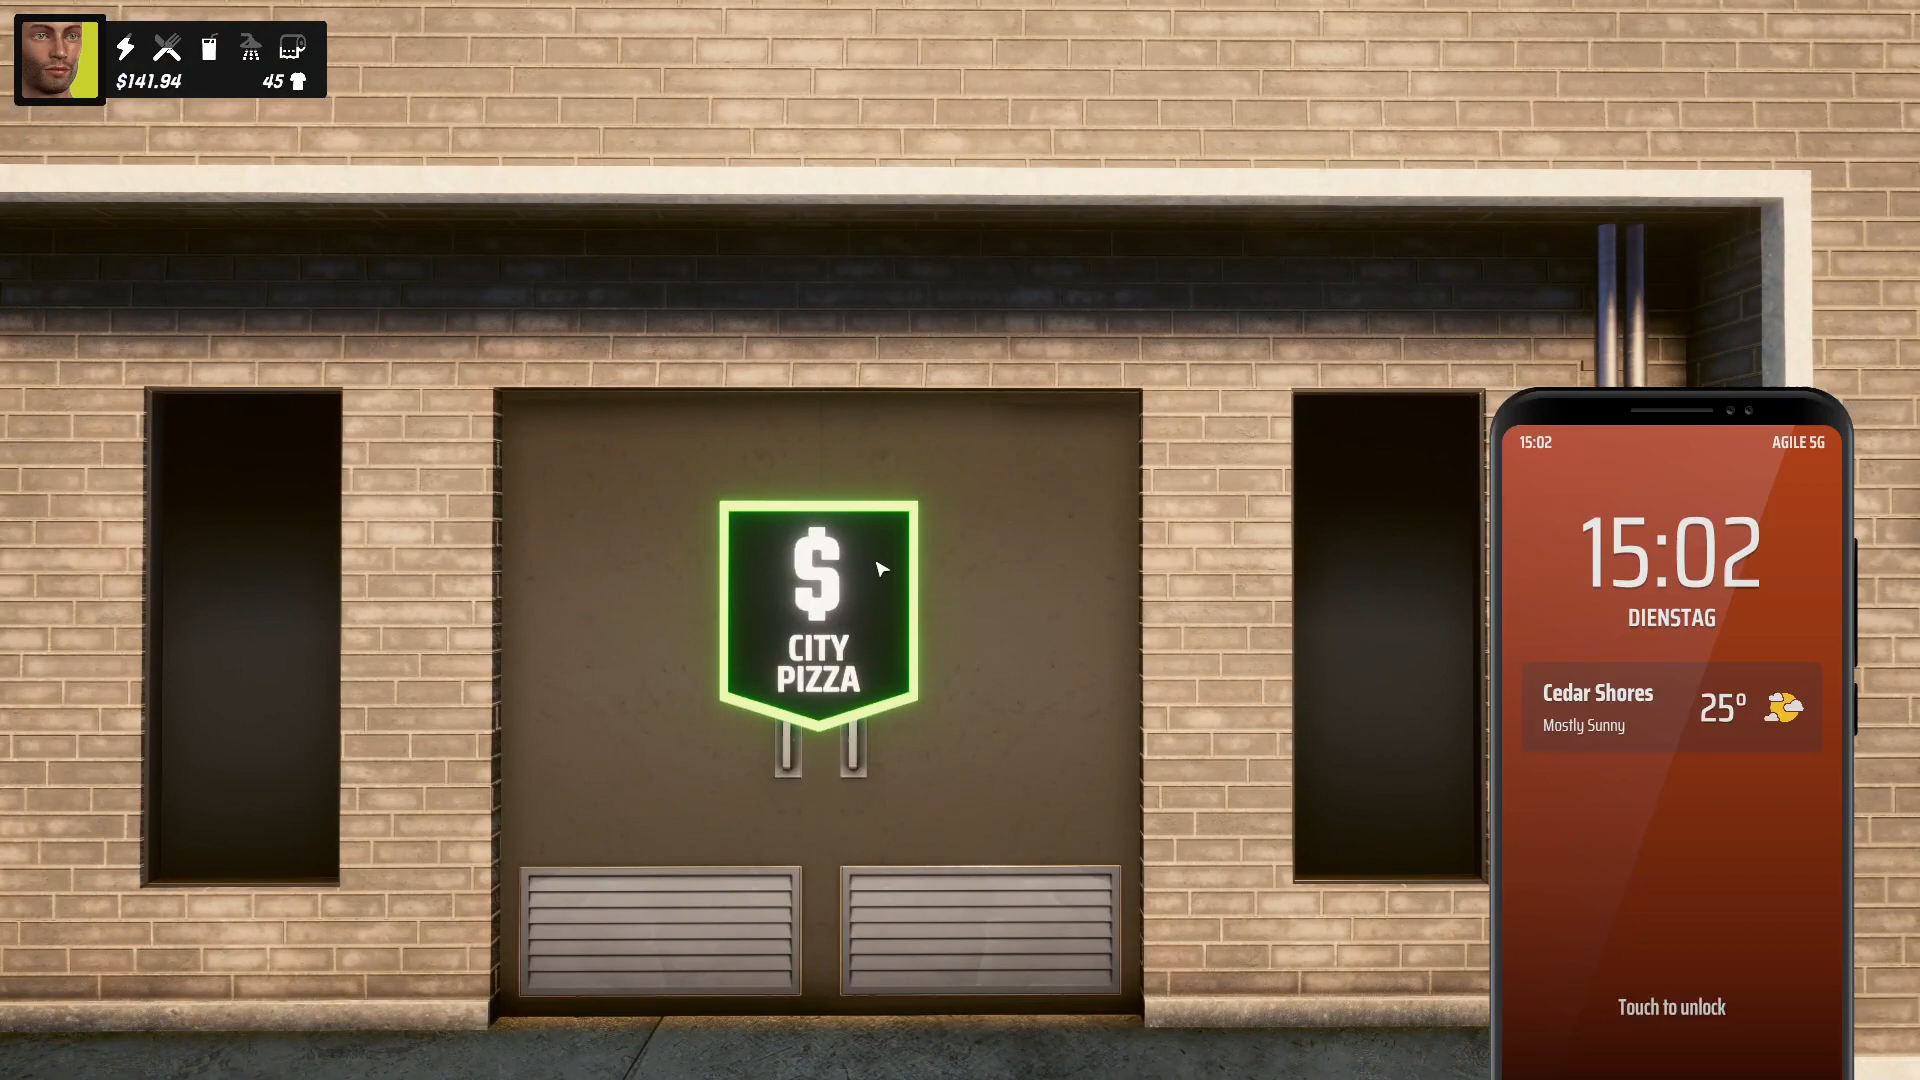 $141.94
45
$
CITY
PIZZA
15:02
AGILE 5G
15:02
DIENSTAG
Cedar Shores
25°
Mostly Sunny
Touch to unlock